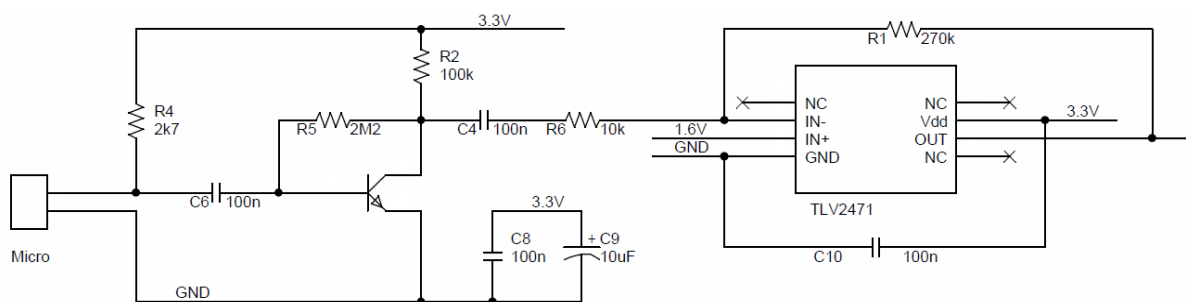 3.3V
R1 270k
R2
100k
R4
2k7
R5 2M2
C4 100n
R6 10k
NC
IN-
IN+
GND
NC
Vdd
OUT
NC
3.3V
1.6V
GND
TLV2471
C6 100n
3.3V
C8
100n
+ C9
10uF
C10 100n
Micro
GND